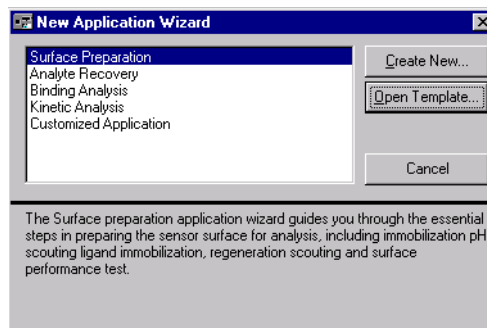 New Application Wizard
Surface Preparation
Analyte Recovery
Binding Analysis
Kinetic Analysis
Customized Application
Create New...
Open Template...
Cancel
The Surface preparation application wizard guides you through the essential
steps in preparing the sensor surface for analysis, including immobilization pH
scouting ligand immobilization, regeneration scouting and surface
performance test.